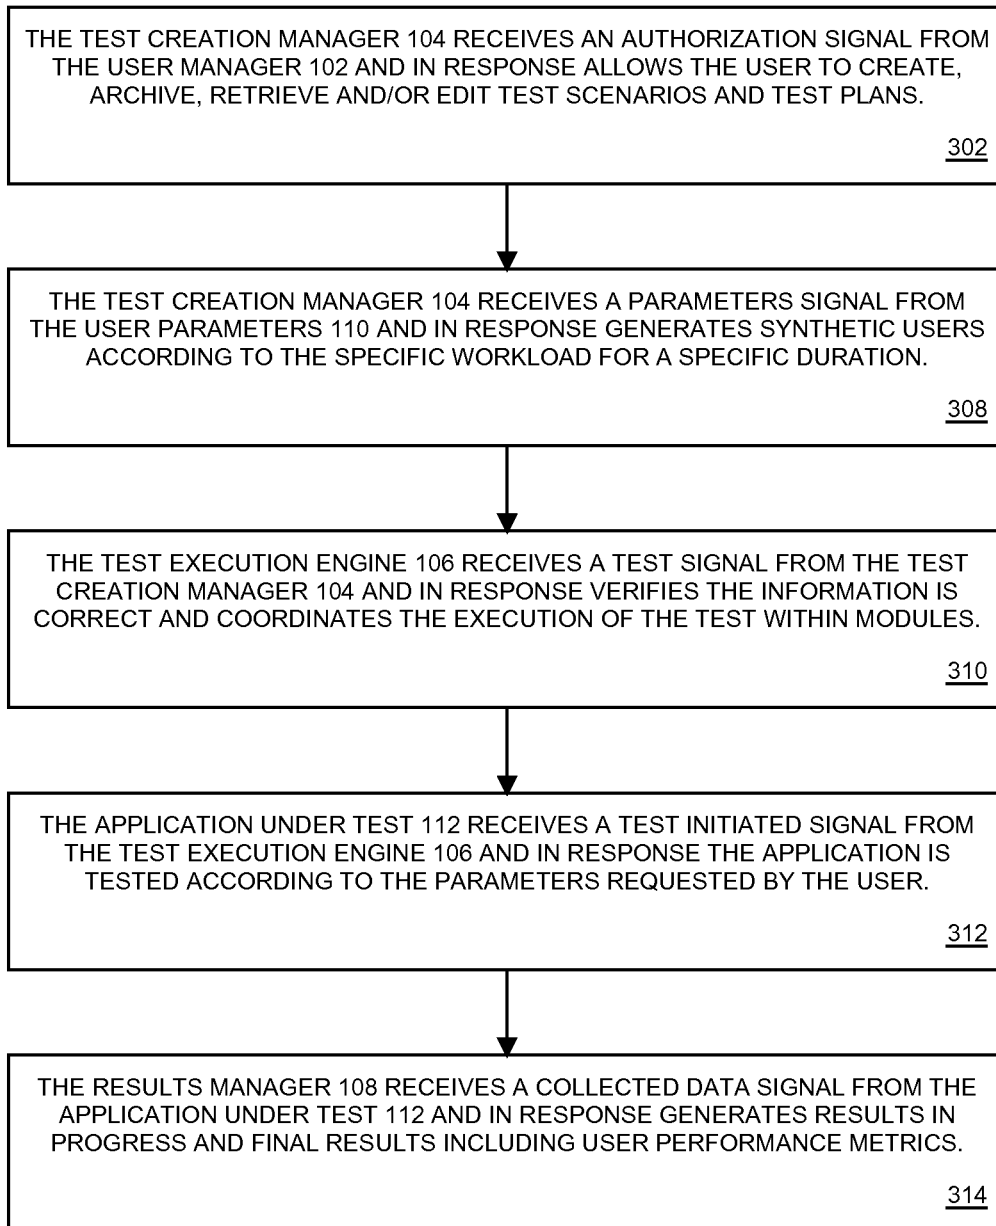 THE TEST CREATION MANAGER 104 RECEIVES AN AUTHORIZATION SIGNAL FROM
THE USER MANAGER 102 AND IN RESPONSE ALLOWS THE USER TO CREATE,
ARCHIVE, RETRIEVE AND/OR EDIT TEST SCENARIOS AND TEST PLANS.
302
THE TEST CREATION MANAGER 104 RECEIVES A PARAMETERS SIGNAL FROM
THE USER PARAMETERS 110 AND IN RESPONSE GENERATES SYNTHETIC USERS
ACCORDING TO THE SPECIFIC WORKLOAD FOR A SPECIFIC DURATION.
308
THE TEST EXECUTION ENGINE 106 RECEIVES A TEST SIGNAL FROM THE TEST
CREATION MANAGER 104 AND IN RESPONSE VERIFIES THE INFORMATION IS
CORRECT AND COORDINATES THE EXECUTION OF THE TEST WITHIN MODULES.
310
THE APPLICATION UNDER TEST 112 RECEIVES A TEST INITIATED SIGNAL FROM
THE TEST EXECUTION ENGINE 106 AND IN RESPONSE THE APPLICATION IS
TESTED ACCORDING TO THE PARAMETERS REQUESTED BY THE USER.
312
THE RESULTS MANAGER 108 RECEIVES A COLLECTED DATA SIGNAL FROM THE
APPLICATION UNDER TEST 112 AND IN RESPONSE GENERATES RESULTS IN
PROGRESS AND FINAL RESULTS INCLUDING USER PERFORMANCE METRICS.
314